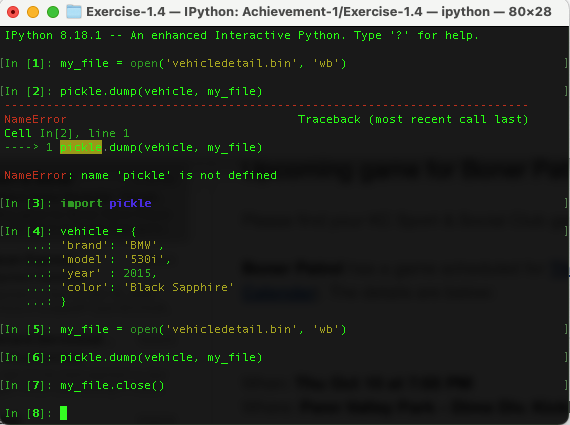 Exercise-1.4 — IPython: Achievement-1/Exercise-1.4 — ipython — 80×28
IPython 8.18.1 -- An enhanced Interactive Python. Type '?' for help.
[In [1]: my_file = open('vehicledetail.bin', 'wb') ]
[In [2]: pickle.dump(vehicle, my_file) ]
---------------------------------------------------------------------------
NameError Traceback (most recent call last)
Cell In[2], line 1
----> 1 pickle.dump(vehicle, my_file)
NameError: name 'pickle' is not defined
[In [3]: import pickle ]
[In [4]: vehicle = { ]
...: 'brand': 'BMW',
...: 'model': '530i',
...: 'year' : 2015,
...: 'color': 'Black Sapphire'
...: }
[In [5]: my_file = open('vehicledetail.bin', 'wb') ]
[In [6]: pickle.dump(vehicle, my_file) ]
[In [7]: my_file.close() ]
In [8]: